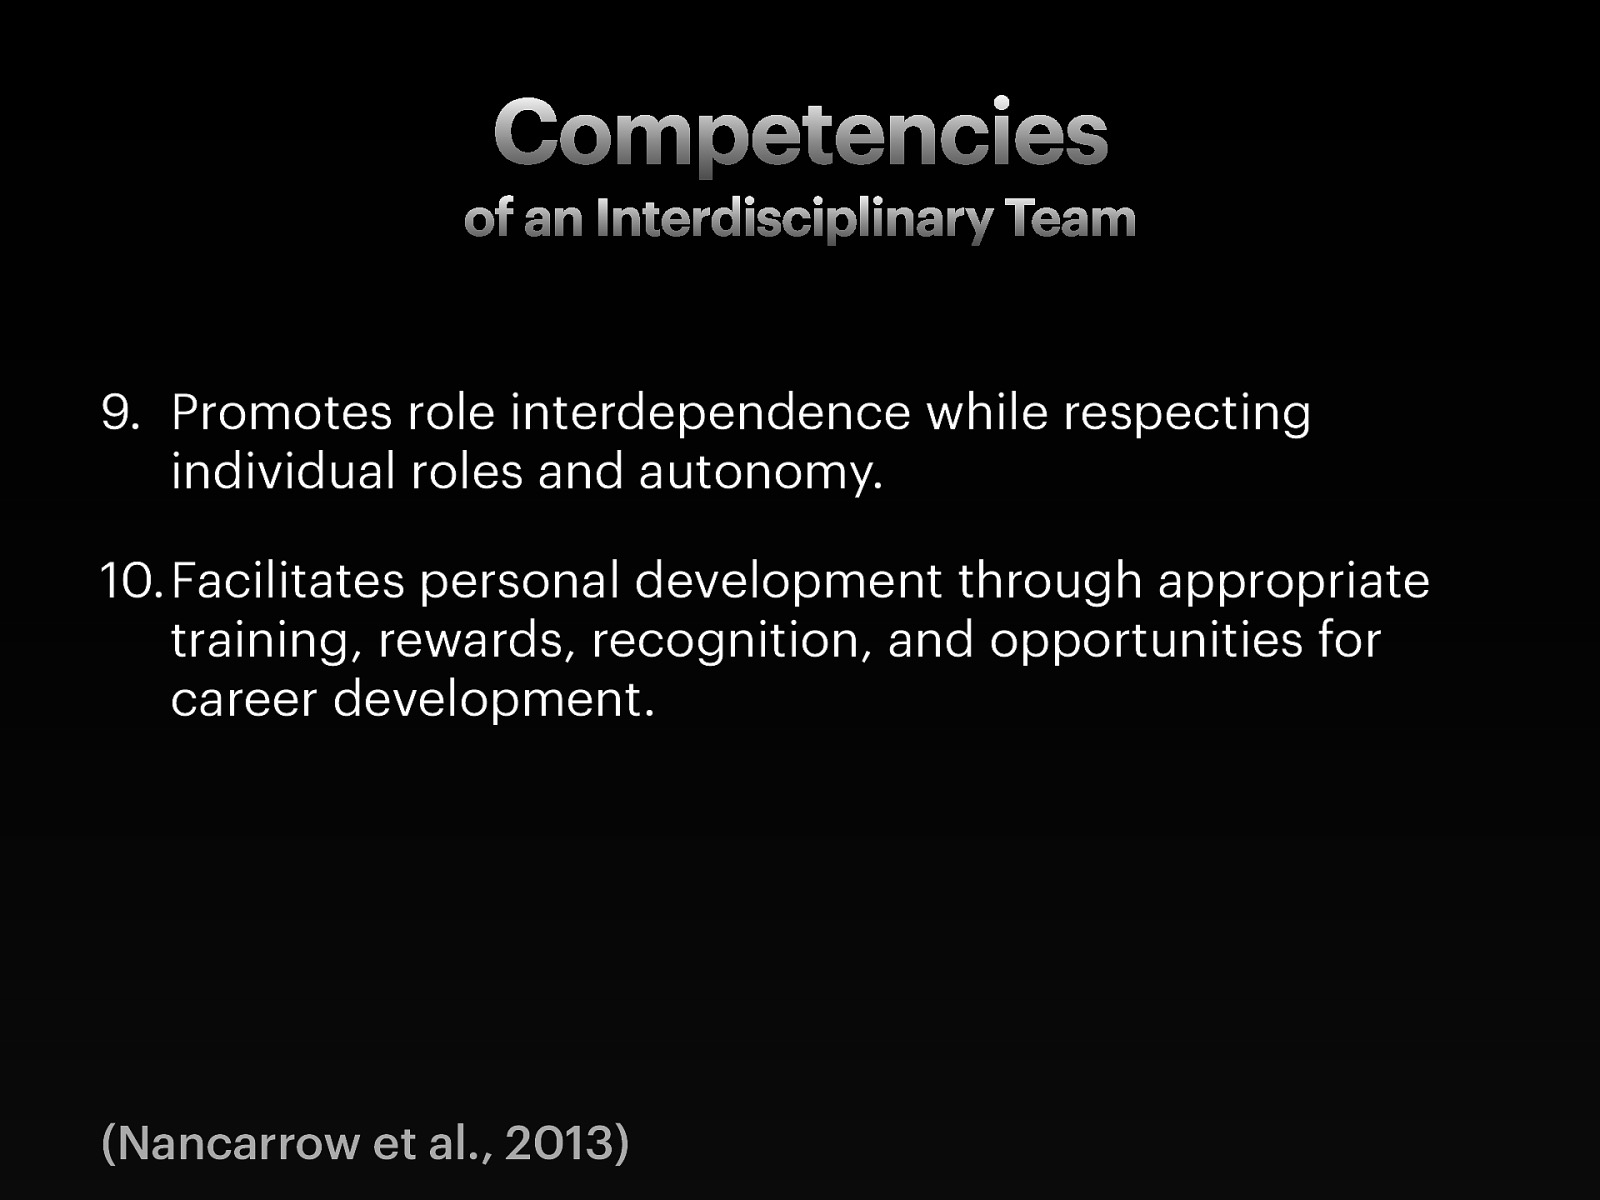 Competencies
of an Interdisciplinary Team
9. Promotes role interdependence while respecting
individual roles and autonomy.
10. Facilitates personal development through appropriate
training, rewards, recognition, and opportunities for
career development.
(Nancarrow et al., 2013)